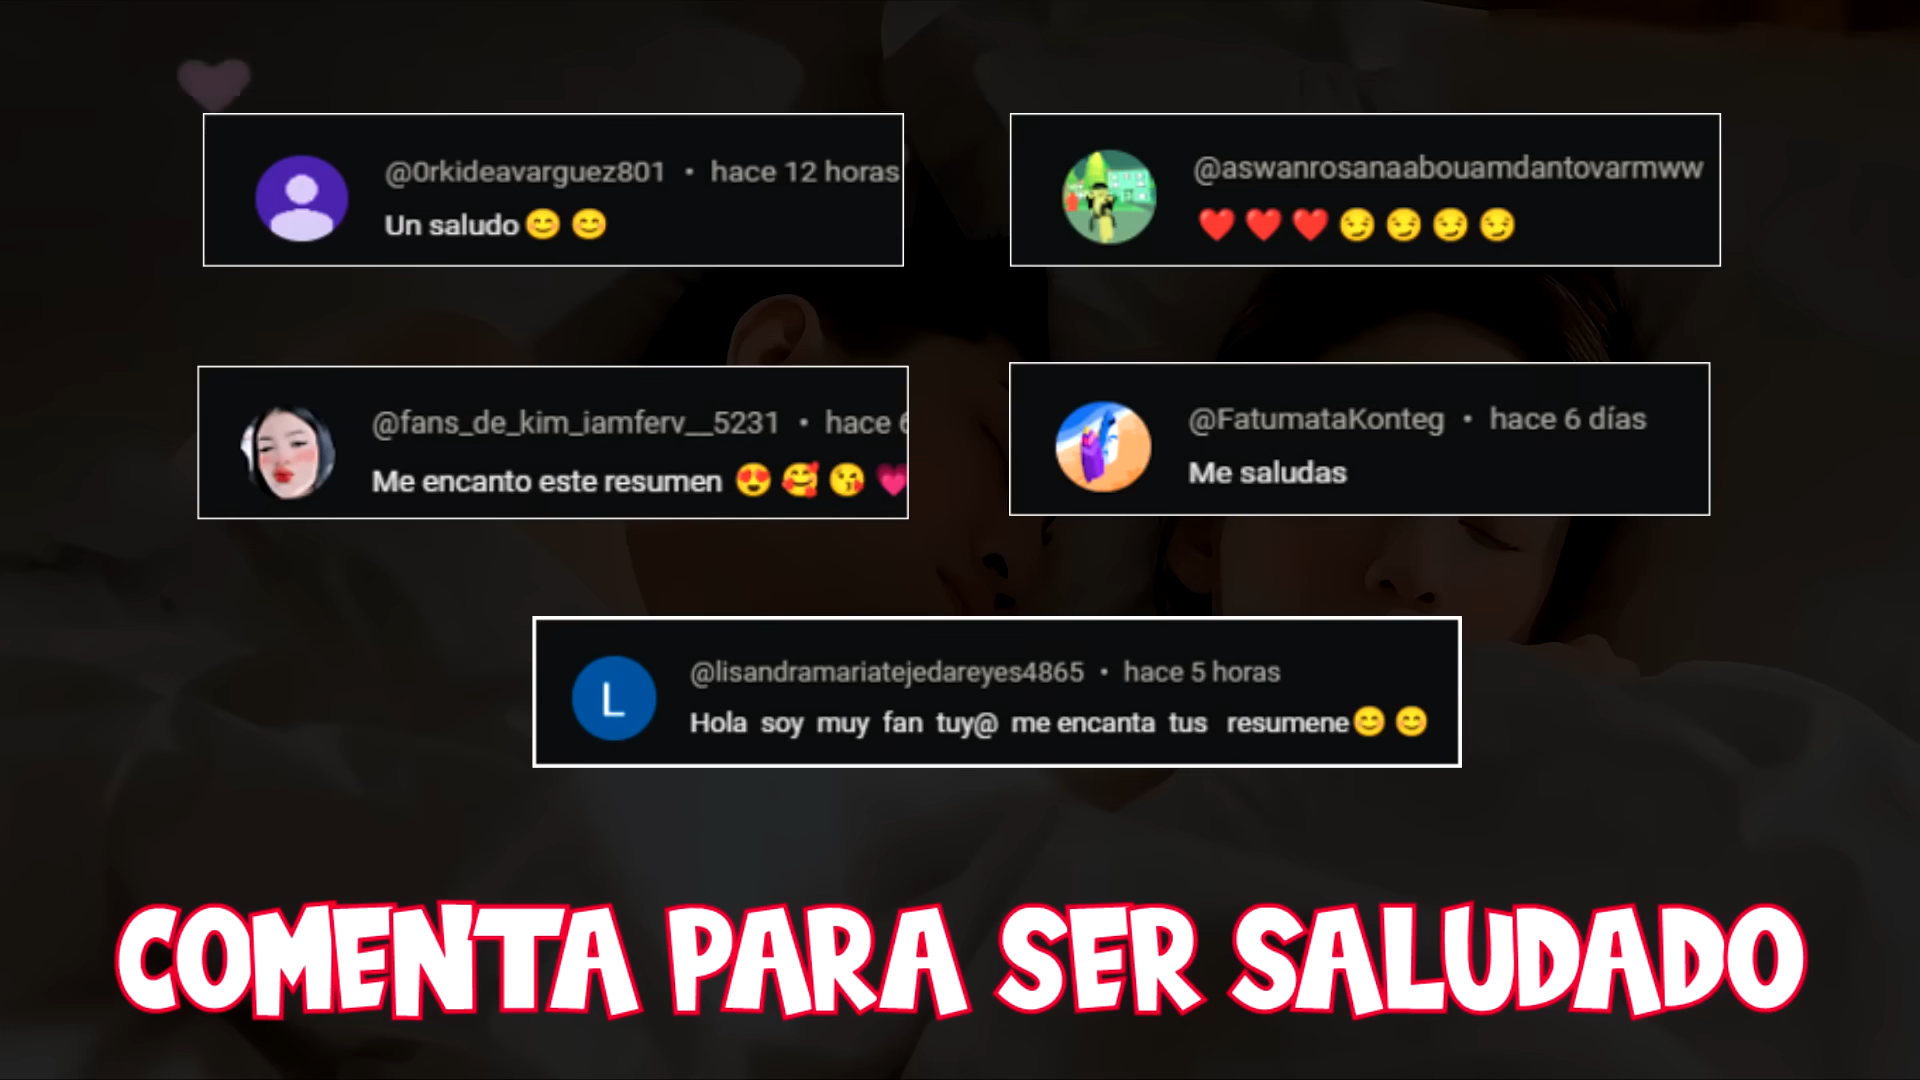 @0rkideavarguez801 • hace 12 horas
Un saludo😊😊
@aswanrosanaabouamdantovarmww
❤️❤️❤️😏😏😏😏
@fans_de_kim_iamferv__5231 • hace 6
Me encanto este resumen 😍🥰😘💗
@FatumataKonteg • hace 6 días
Me saludas
L
@lisandramariatejedareyes4865 • hace 5 horas
Hola soy muy fan tuy@ me encanta tus resumene😊😊
COMENTA PARA SER SALUDADO